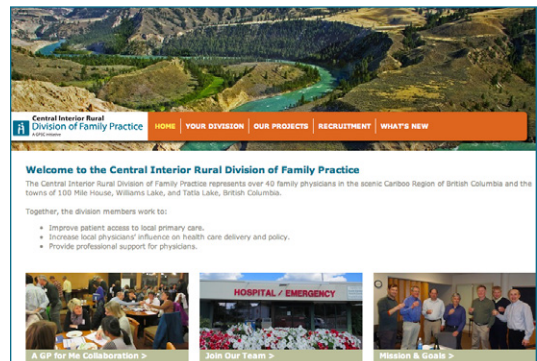 Central Interior Rural
Division of Family Practice
A GPSC initiative
HOME
YOUR DIVISION
OUR PROJECTS
RECRUITMENT
WHAT'S NEW
Welcome to the Central Interior Rural Division of Family Practice
The Central Interior Rural Division of Family Practice represents over 40 family physicians in the scenic Cariboo Region of British Columbia and the
towns of 100 Mile House, Williams Lake, and Tatla Lake, British Columbia.
Together, the division members work to:
Improve patient access to local primary care.
Increase local physicians' influence on health care delivery and policy.
Provide professional support for physicians.
HOSPITAL / EMERGENCY
A GP for Me Collaboration >
Join Our Team >
Mission & Goals >